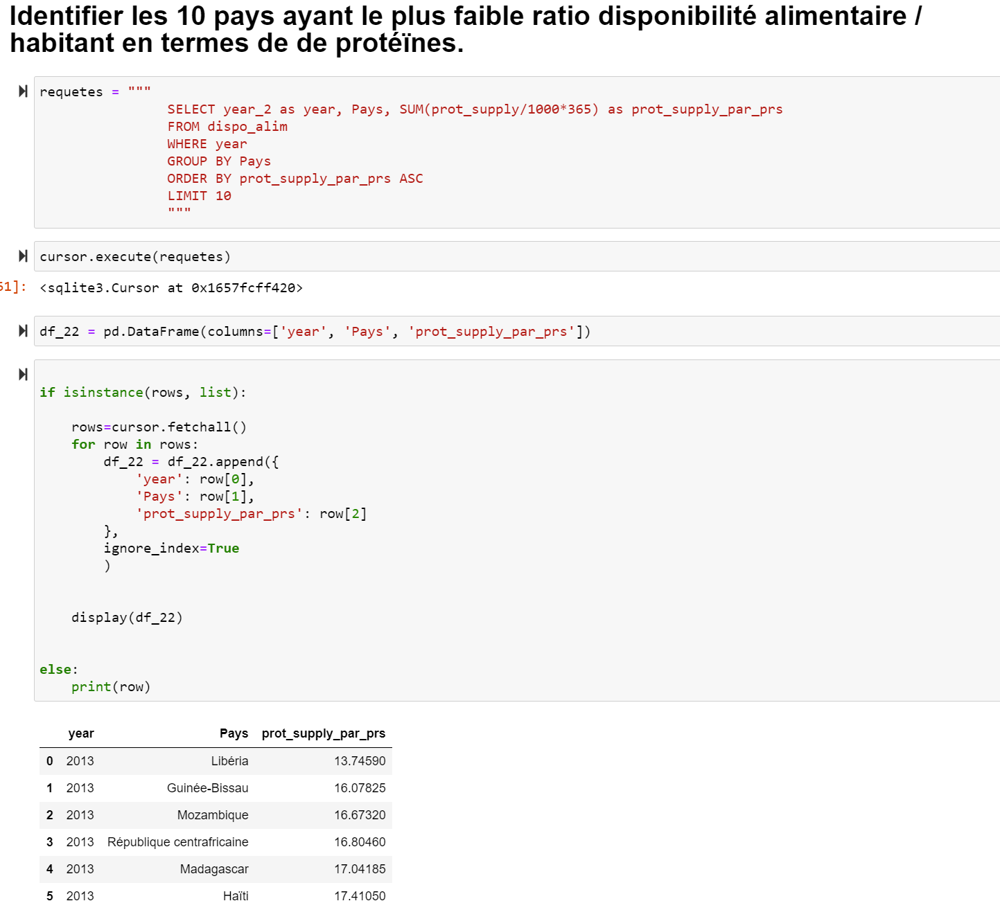 Identifier les 10 pays ayant le plus faible ratio disponibilité alimentaire /
habitant en termes de de protéïnes.
requetes = """
SELECT year_2 as year, Pays, SUM(prot_supply/1000*365) as prot_supply_par_prs
FROM dispo_alim
WHERE year
GROUP BY Pays
ORDER BY prot_supply_par_prs ASC
LIMIT 10
"""
cursor.execute(requetes)
51]: <sqlite3.Cursor at 0x1657fcff420>
df_22 = pd.DataFrame(columns=['year', 'Pays', 'prot_supply_par_prs'])
if isinstance(rows, list):
rows=cursor.fetchall()
for row in rows:
df_22 = df_22.append({
'year': row[0],
'Pays': row[1],
'prot_supply_par_prs': row[2]
},
ignore_index=True
)
display(df_22)
else:
print(row)
year Pays prot_supply_par_prs
0 2013 Libéria 13.74590
1 2013 Guinée-Bissau 16.07825
2 2013 Mozambique 16.67320
3 2013 République centrafricaine 16.80460
4 2013 Madagascar 17.04185
5 2013 Haïti 17.41050